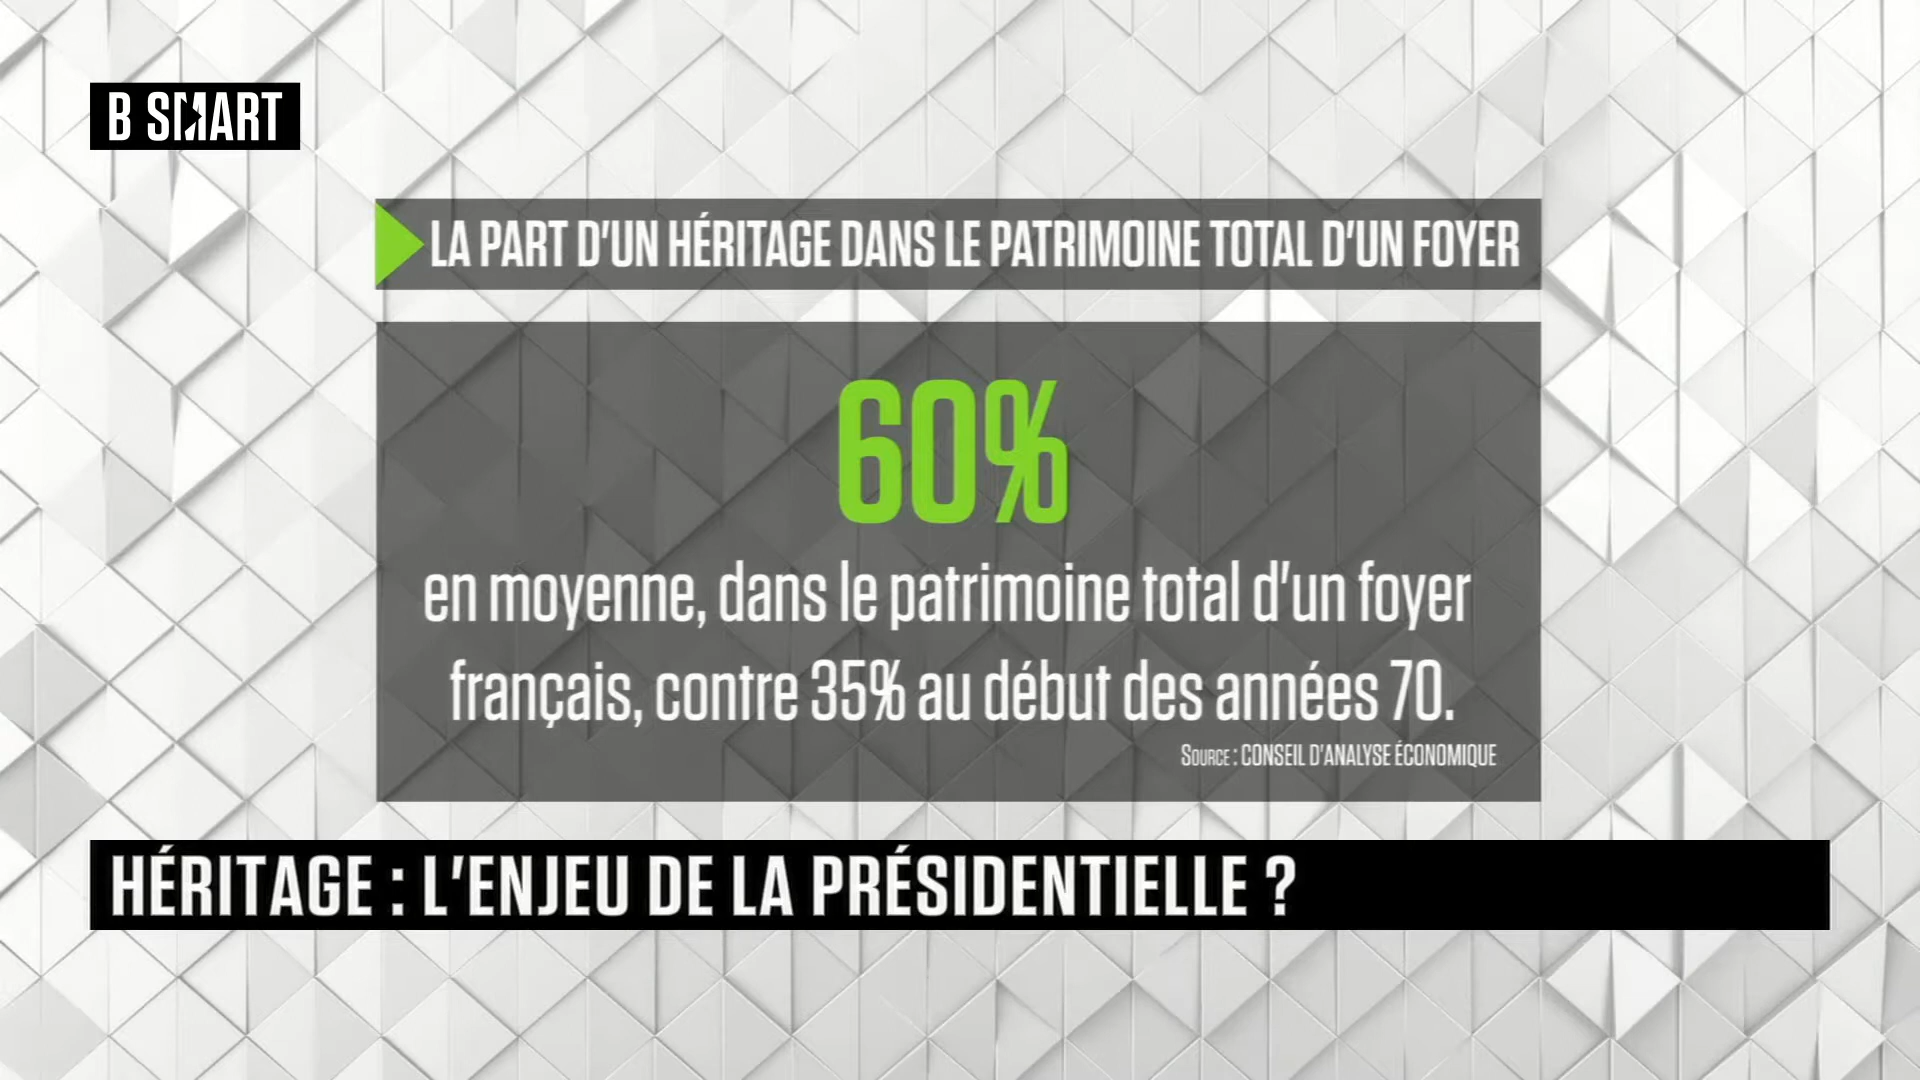 B SMART
LA PART D'UN HÉRITAGE DANS LE PATRIMOINE TOTAL D'UN FOYER
60%
en moyenne, dans le patrimoine total d'un foyer
français, contre 35% au début des années 70.
SOURCE : CONSEIL D'ANALYSE ÉCONOMIQUE
HÉRITAGE : L'ENJEU DE LA PRÉSIDENTIELLE ?